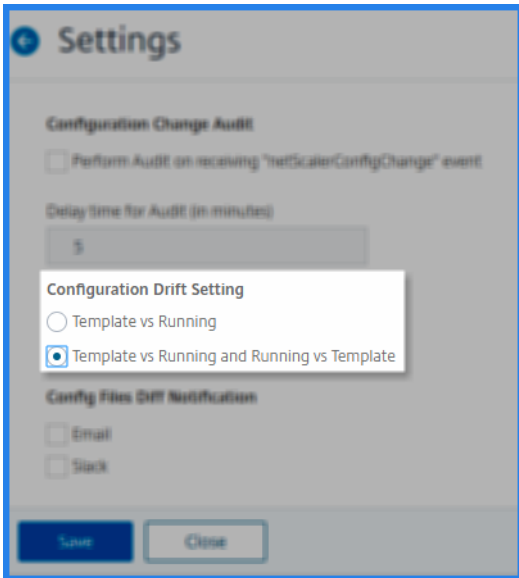 Settings
Configuration Change Audit
Perform Audit on receiving "netScalerConfigChange" event
Delay time for Audit (in minutes)
5
Configuration Drift Setting
Template vs Running
Template vs Running and Running vs Template
Config Files Diff Notification
Email
Slack
Save
Close